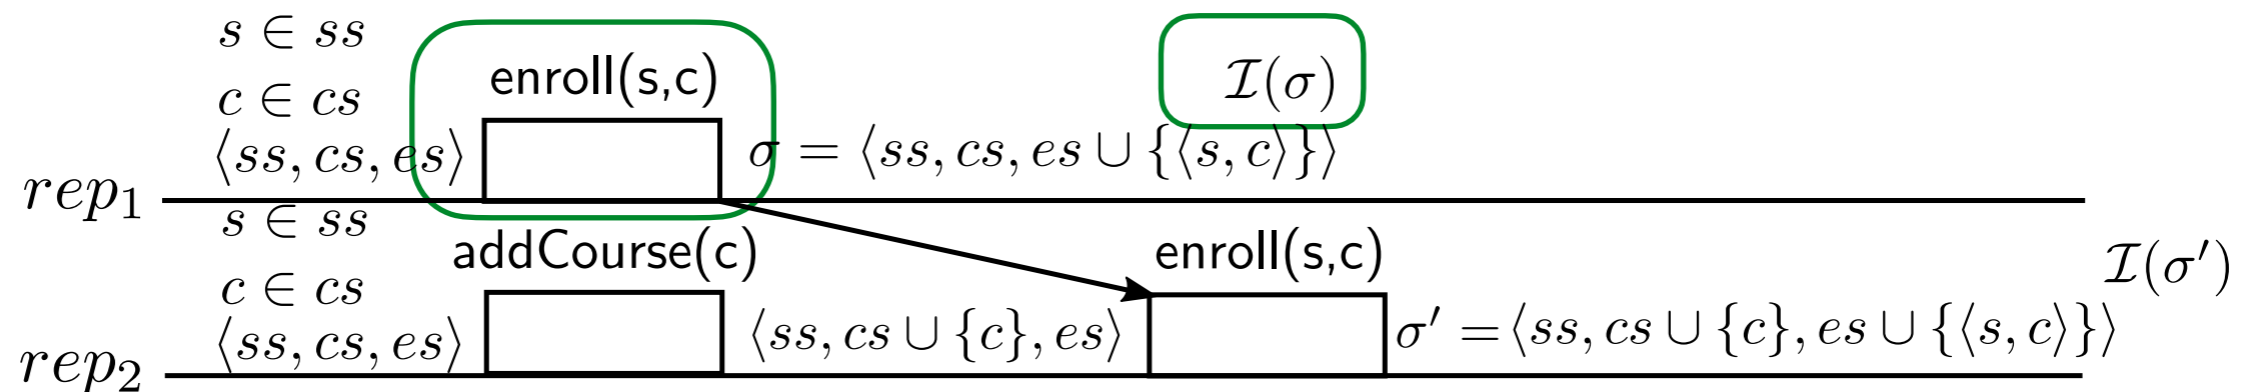 s ∈ ss
c ∈ cs
enroll(s,c)
I(σ)
⟨ss, cs, es⟩
σ = ⟨ss, cs, es ∪ {⟨s, c⟩}⟩
rep₁
s ∈ ss
c ∈ cs
addCourse(c)
enroll(s,c)
I(σ′)
⟨ss, cs, es⟩
⟨ss, cs ∪ {c}, es⟩
σ′ = ⟨ss, cs ∪ {c}, es ∪ {⟨s, c⟩}⟩
rep₂